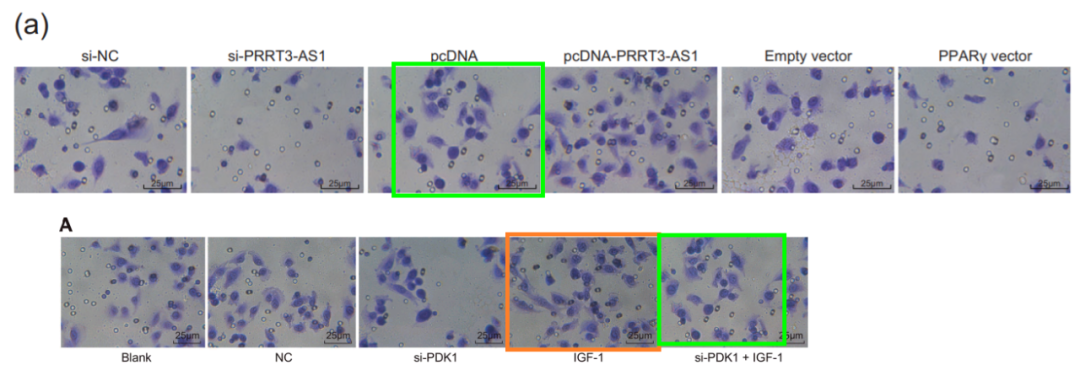 (a)
si-NC si-PRRT3-AS1 pcDNA pcDNA-PRRT3-AS1 Empty vector PPARγ vector
25μm 25μm 25μm 25μm 25μm 25μm
A
25μm 25μm 25μm 25μm 25μm
Blank NC si-PDK1 IGF-1 si-PDK1 + IGF-1